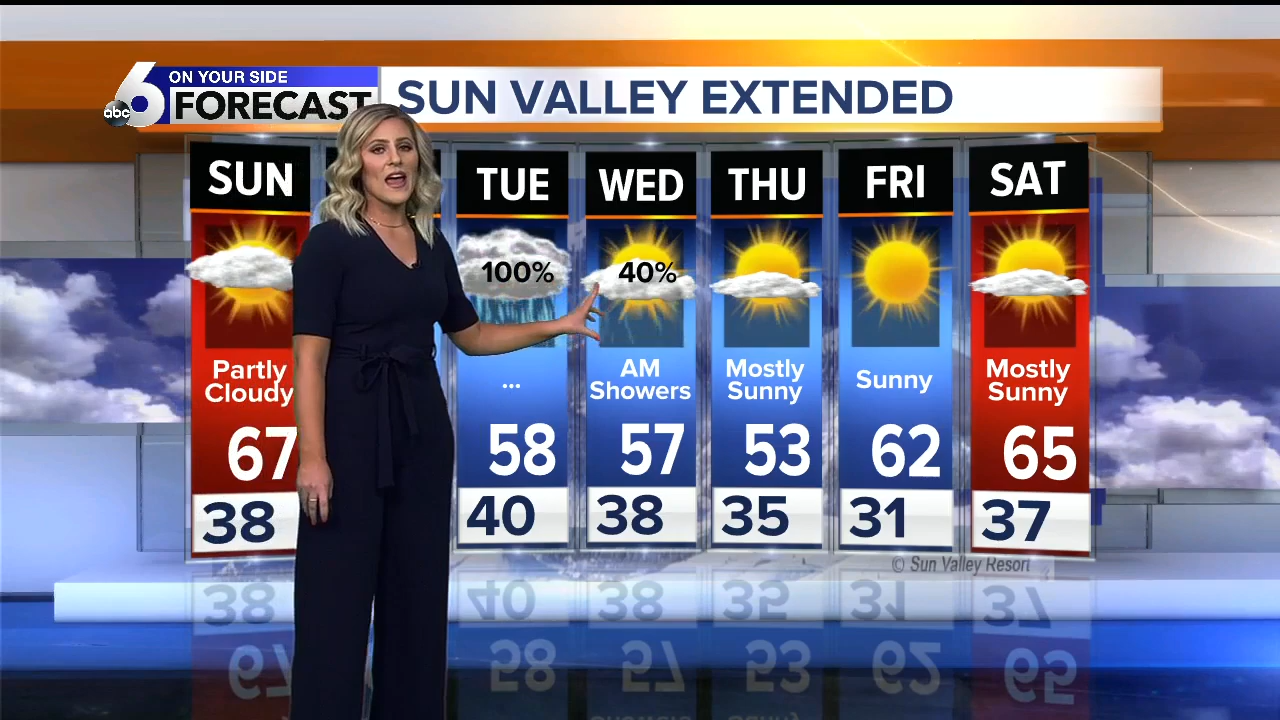 abc 6
ON YOUR SIDE
FORECAST
SUN VALLEY EXTENDED
SUN
TUE
WED
THU
FRI
SAT
100%
40%
Partly
Cloudy
...
AM
Showers
Mostly
Sunny
Sunny
Mostly
Sunny
67
58
57
53
62
65
38
40
38
35
31
37
© Sun Valley Resort